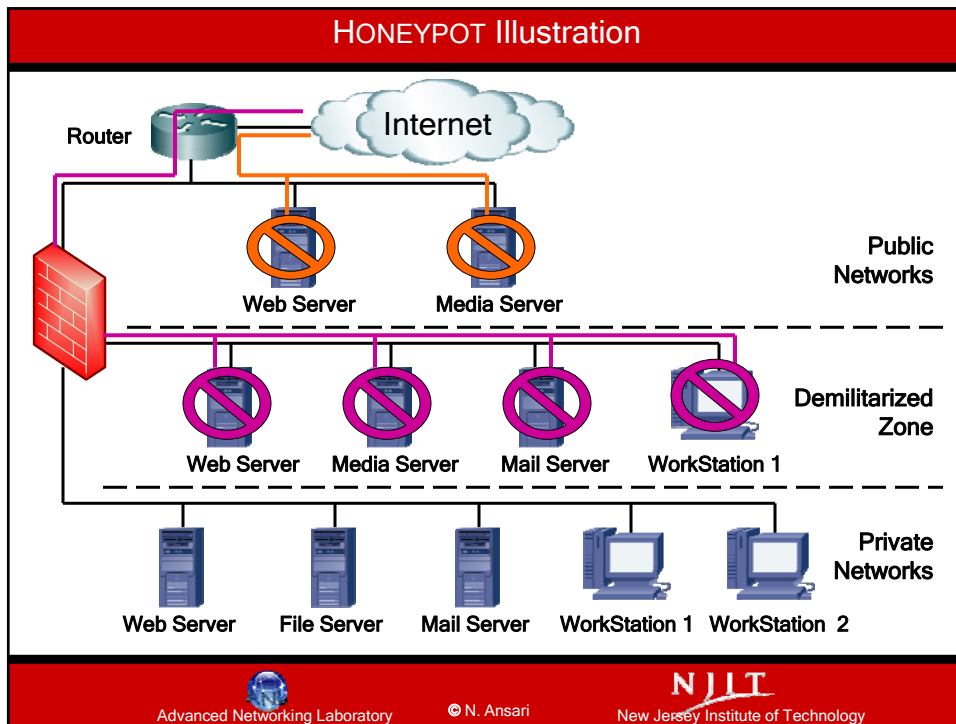 HONEYPOT Illustration
Internet
Router
Web Server
Media Server
Public
Networks
Web Server
Media Server
Mail Server
WorkStation 1
Demilitarized
Zone
Web Server
File Server
Mail Server
WorkStation 1
WorkStation 2
Private
Networks
N
Advanced Networking Laboratory
© N. Ansari
NJIT
New Jersey Institute of Technology